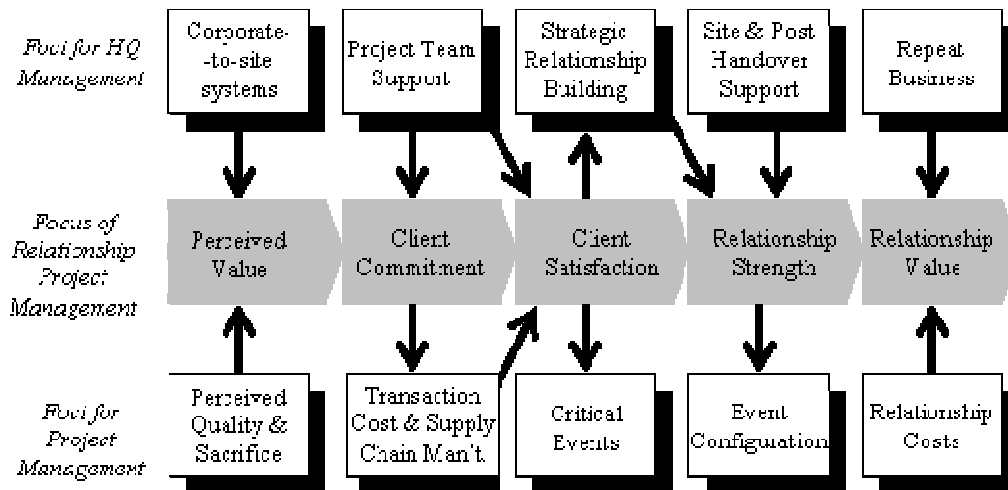 Foci for HQ
Management
Corporate-
-to-site
systems
Project Team
Support
Strategic
Relationship
Building
Site & Post
Handover
Support
Repeat
Business
Focus of
Relationship
Project
Management
Perceived
Value
Client
Commitment
Client
Satisfaction
Relationship
Strength
Relationship
Value
Foci for
Project
Management
Perceived
Quality &
Sacrifice
Transaction
Cost & Supply
Chain Man't.
Critical
Events
Event
Configuration
Relationship
Costs